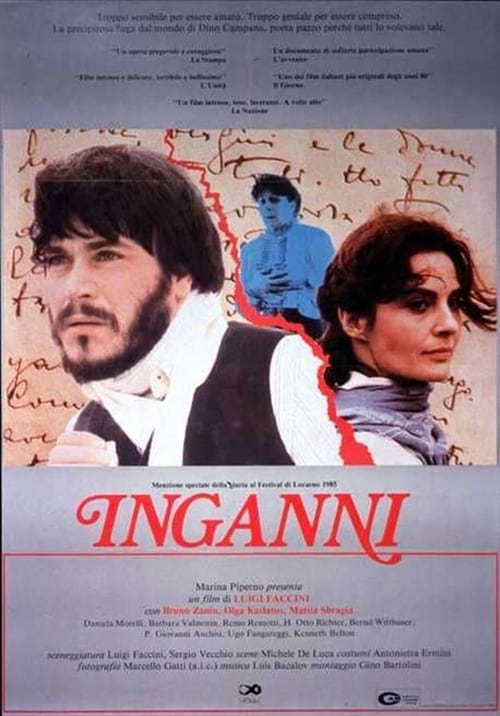 Troppo sensibile per essere amaro. Troppo geniale per essere compreso.
La precipitosa fuga dal mondo di Dino Campana, poeta pazzo perché tutti lo volevano tale.
"Un'opera pregevole e coraggiosa"
La Stampa
"Un documento di sofferta partecipazione umana"
L'avvenire
"Film intenso e delicato, terribile e bellissimo"
L'Unità
"Uno dei film italiani più originali degli anni 80"
Il Giorno
"Un film intenso, teso, lacerante. A volte alto"
La Nazione
e le donne
Menzione speciale della giuria al Festival di Locarno 1985
INGANNI
Marina Piperno presenta
un film di LUIGI FACCINI
con Bruno Zanin, Olga Karlatos, Mattia Sbragia
Daniela Morelli, Barbara Valmorin, Remo Remotti, H. Otto Richter, Bernd Witthauer,
P. Giovanni Anchisi, Ugo Fangareggi, Kenneth Belton
sceneggiatura Luigi Faccini, Sergio Vecchio scene Michele De Luca costumi Antonietta Ermini
fotografia Marcello Gatti (a.i.c.) musica Luis Bacalov montaggio Gino Bartolini